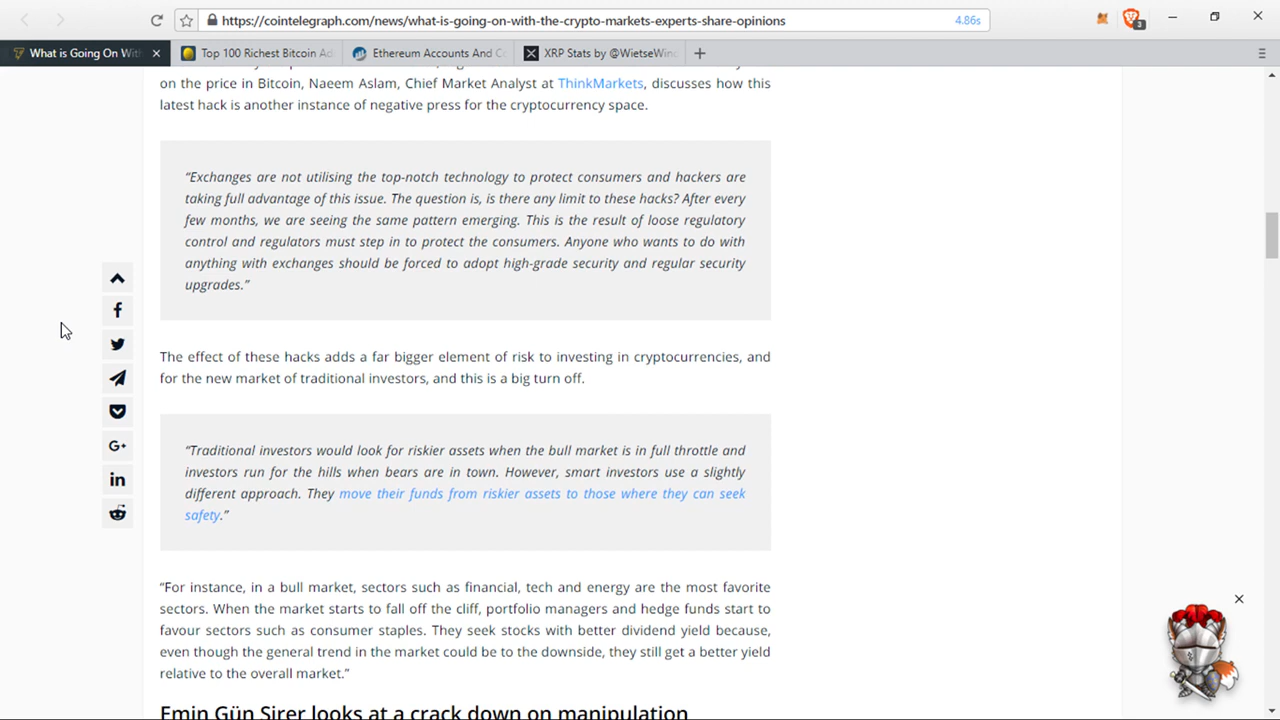 https://cointelegraph.com/news/what-is-going-on-with-the-crypto-markets-experts-share-opinions
4.86s
3
What is Going On Wit
Top 100 Richest Bitcoin Ad
Ethereum Accounts And Co
XRP Stats by @WietseWind
on the price in Bitcoin, Naeem Aslam, Chief Market Analyst at ThinkMarkets, discusses how this
latest hack is another instance of negative press for the cryptocurrency space.
“Exchanges are not utilising the top-notch technology to protect consumers and hackers are
taking full advantage of this issue. The question is, is there any limit to these hacks? After every
few months, we are seeing the same pattern emerging. This is the result of loose regulatory
control and regulators must step in to protect the consumers. Anyone who wants to do with
anything with exchanges should be forced to adopt high-grade security and regular security
upgrades.”
The effect of these hacks adds a far bigger element of risk to investing in cryptocurrencies, and
for the new market of traditional investors, and this is a big turn off.
“Traditional investors would look for riskier assets when the bull market is in full throttle and
investors run for the hills when bears are in town. However, smart investors use a slightly
different approach. They move their funds from riskier assets to those where they can seek
safety.”
“For instance, in a bull market, sectors such as financial, tech and energy are the most favorite
sectors. When the market starts to fall off the cliff, portfolio managers and hedge funds start to
favour sectors such as consumer staples. They seek stocks with better dividend yield because,
even though the general trend in the market could be to the downside, they still get a better yield
relative to the overall market.”
Emin Gün Sirer looks at a crack down on manipulation